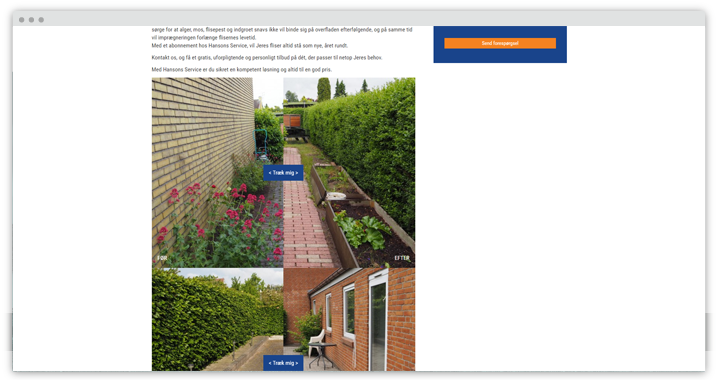 sørge for at alger, mos, flisepest og indgroet snavs ikke vil binde sig på overfladen efterfølgende, og på samme tid
vil imprægneringen forlænge flisernes levetid.
Med et abonnement hos Hansons Service, vil Jeres fliser altid stå som nye, året rundt.
Kontakt os, og få et gratis, uforpligtende og personligt tilbud på dét, der passer til netop Jeres behov.
Med Hansons Service er du sikret en kompetent løsning og altid til en god pris.
Send forespørgsel
< Træk mig >
FØR
EFTER
< Træk mig >